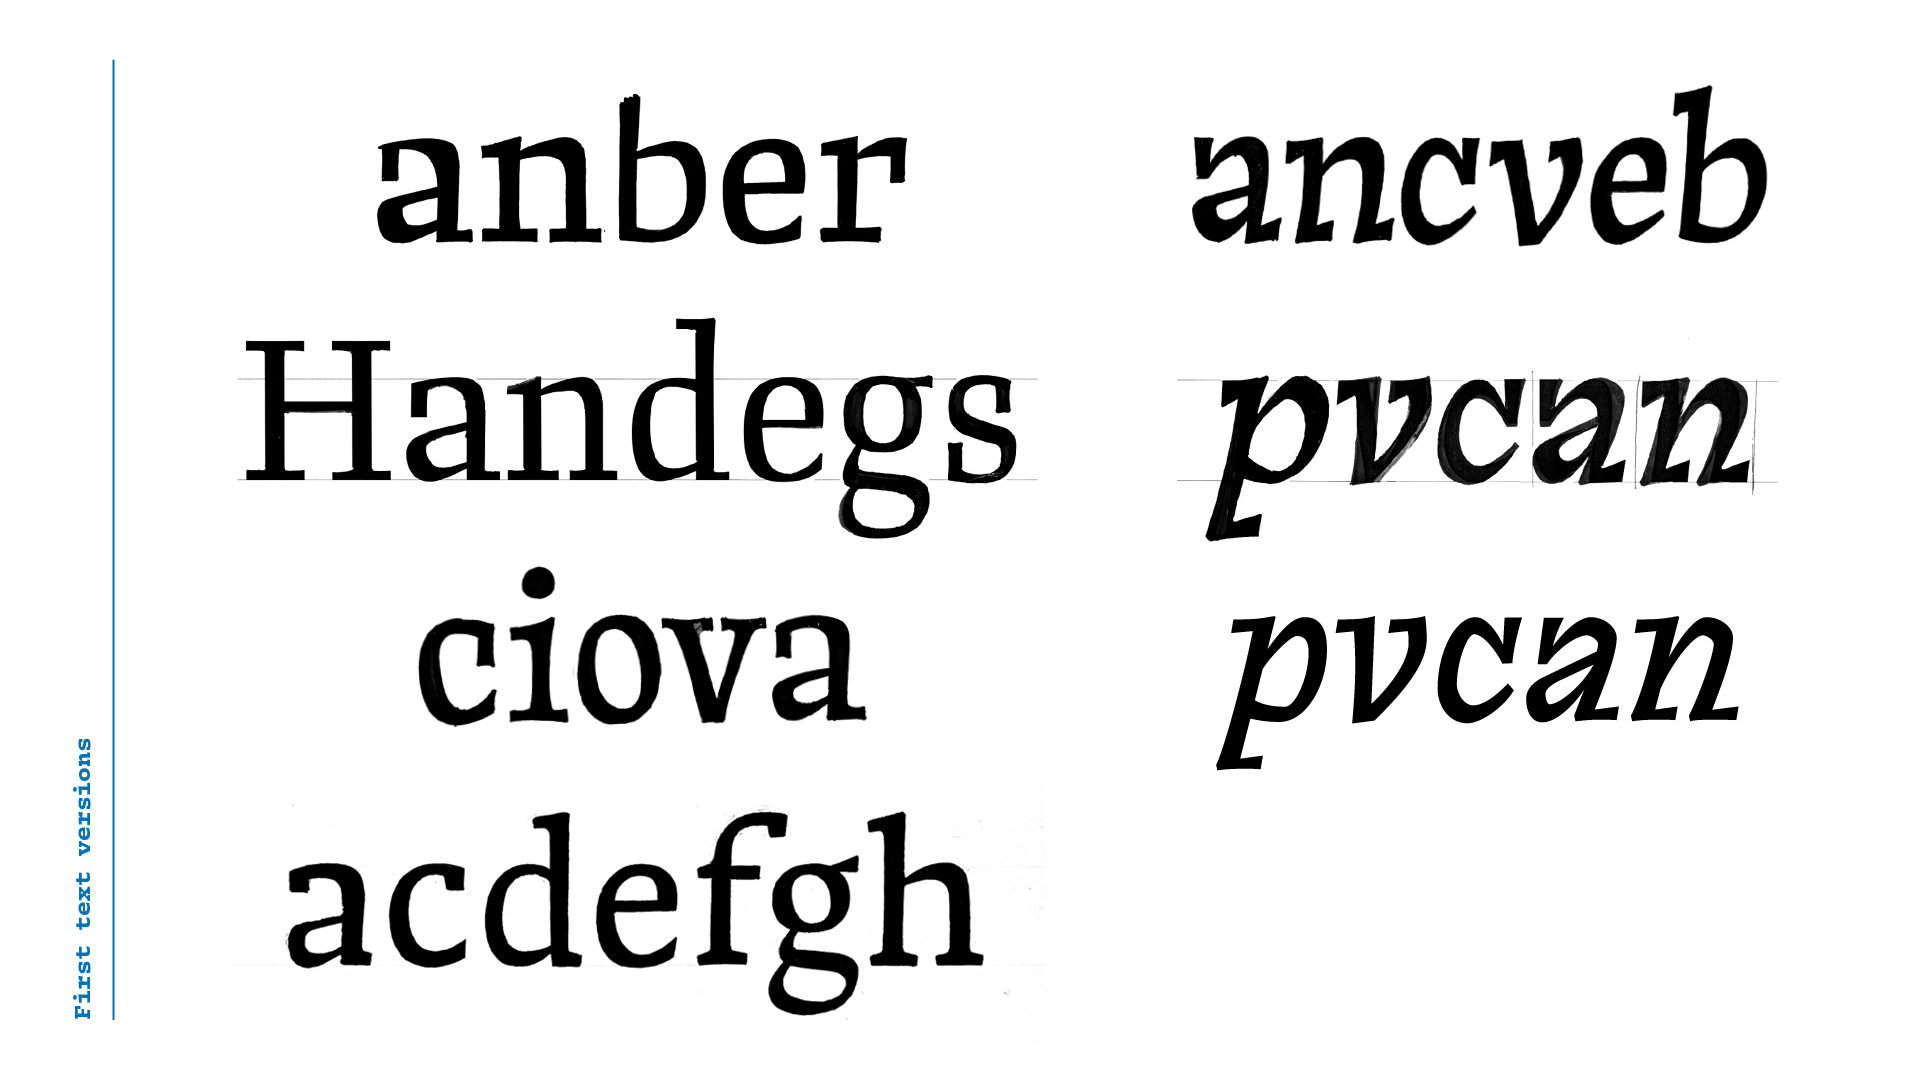 First text versions
anber
Handegs
ciova
acdefgh
ancveb
pvcan
pvcan